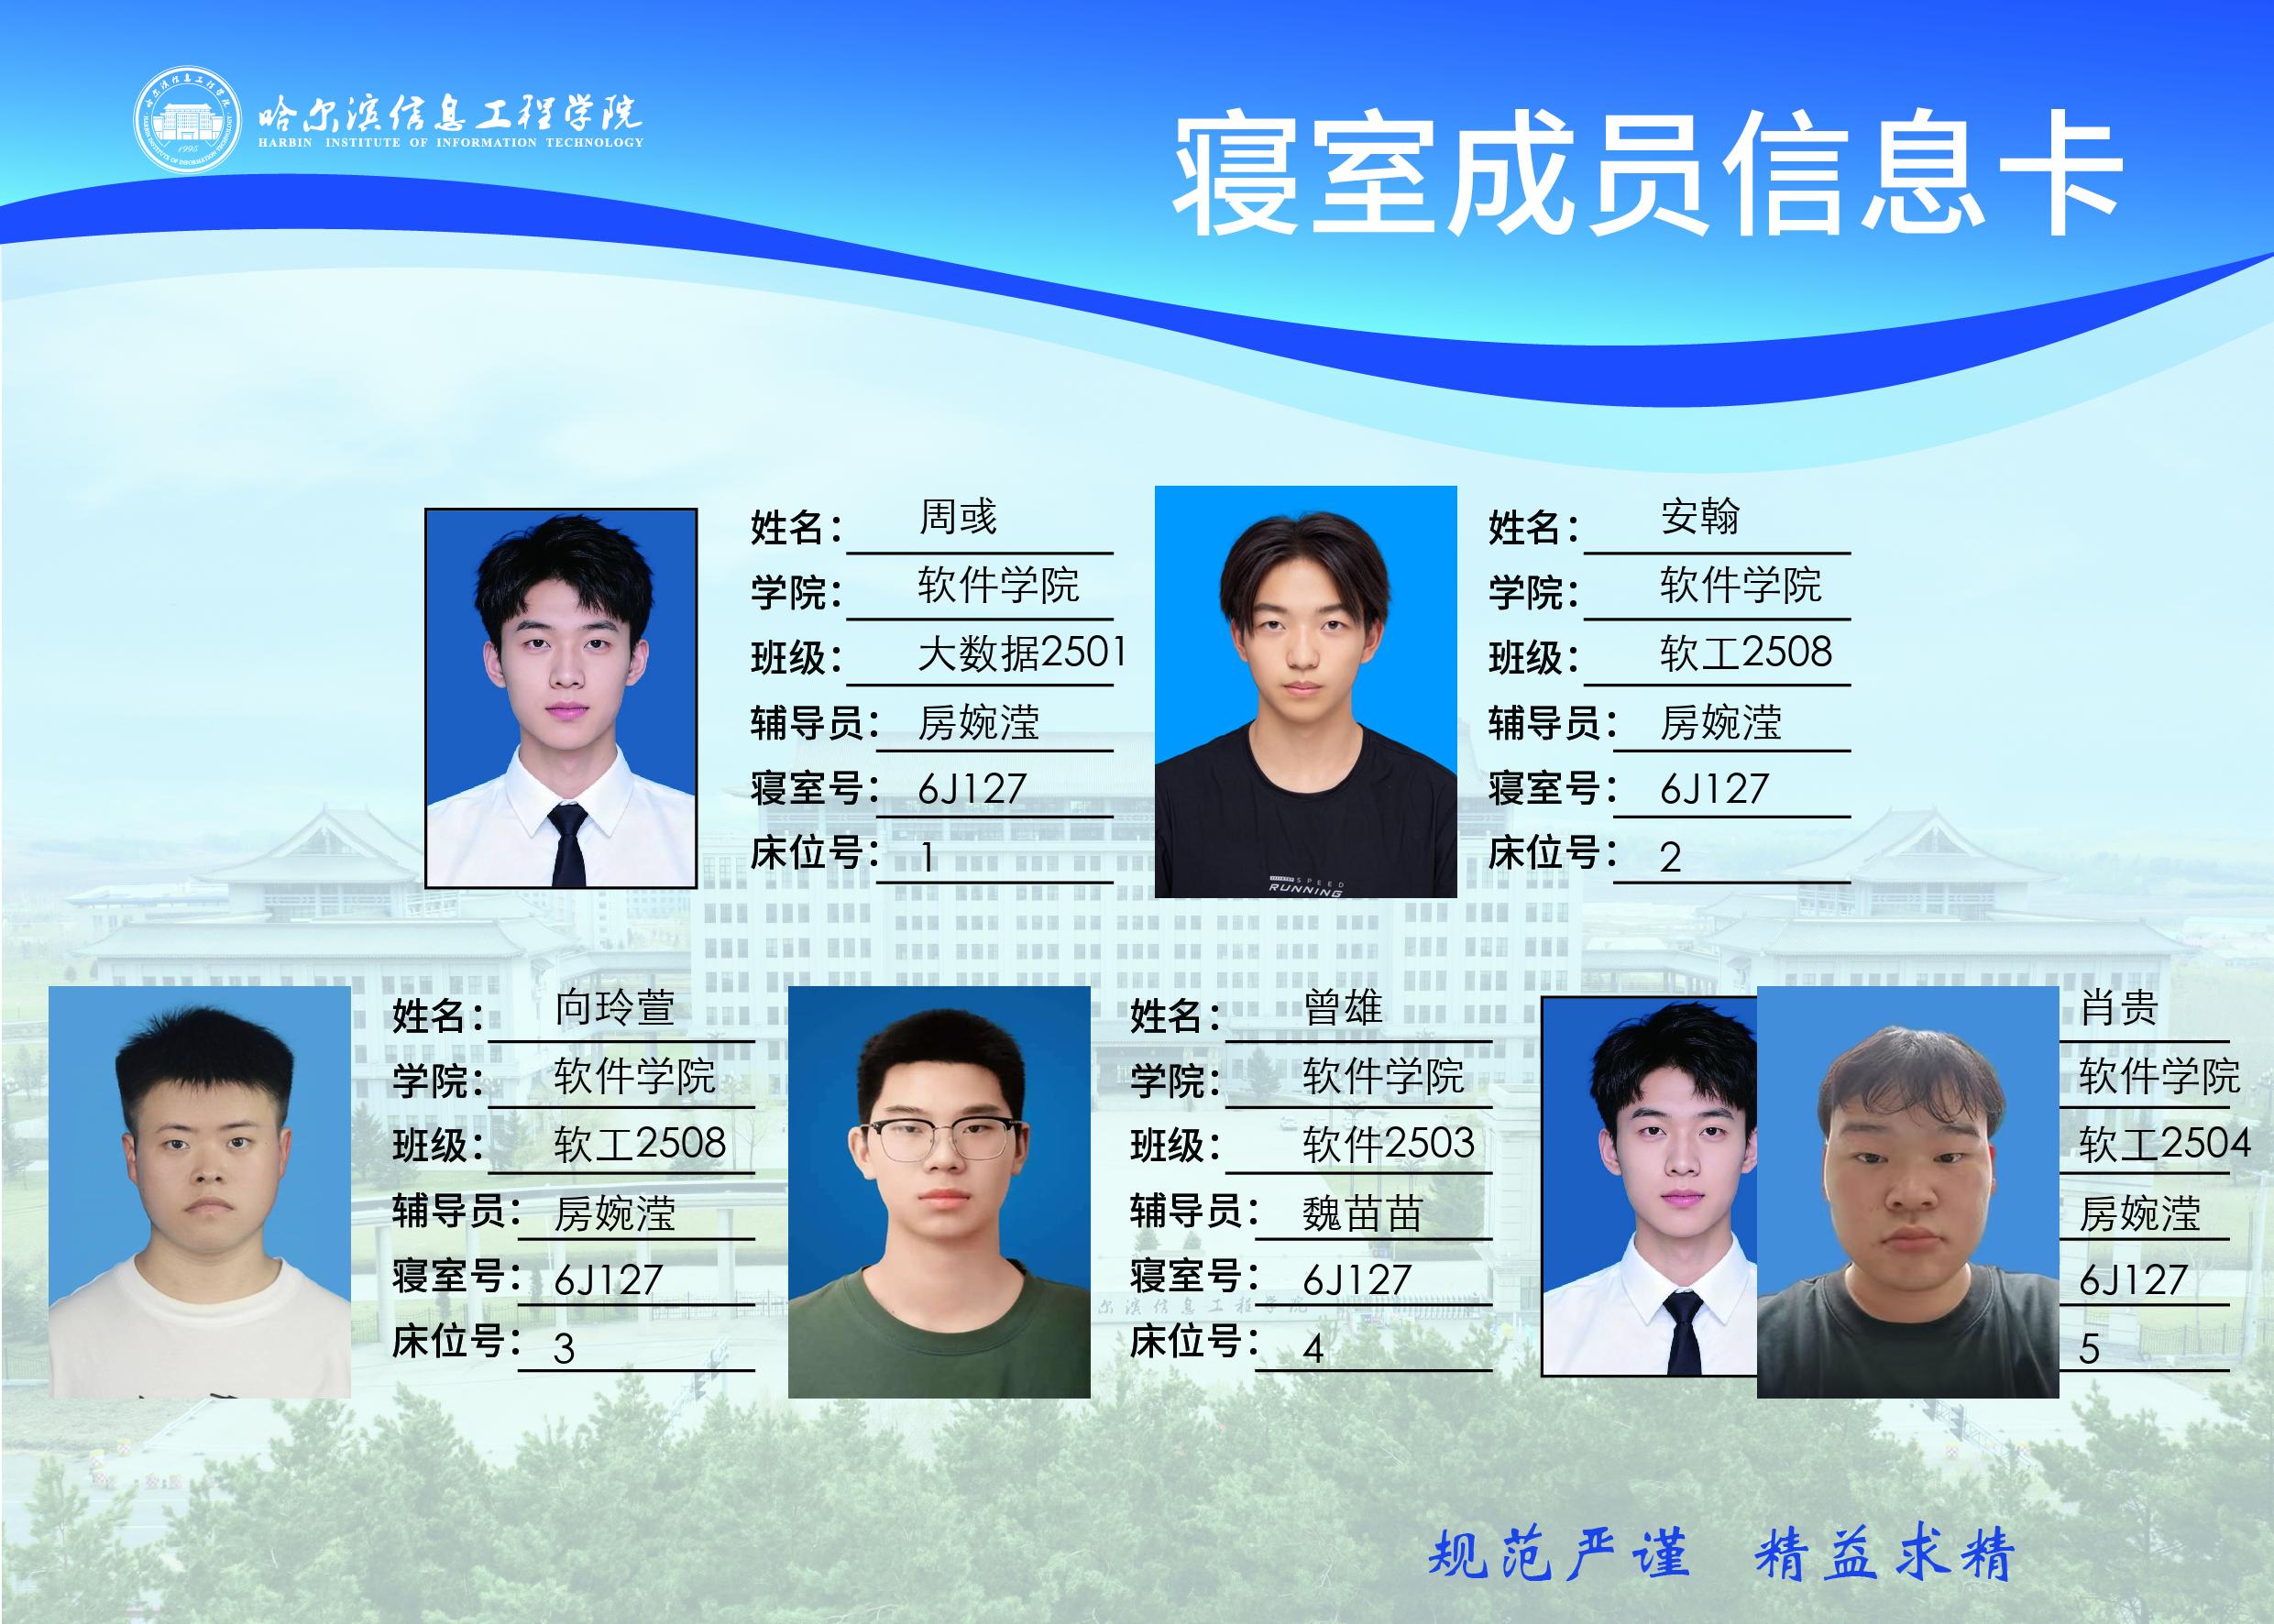 哈尔滨信息工程学院
HARBIN INSTITUTE OF INFORMATION TECHNOLOGY
1995
寝室成员信息卡
姓名： 周彧
学院： 软件学院
班级： 大数据2501
辅导员： 房婉滢
寝室号： 6J127
床位号： 1
姓名： 安翰
学院： 软件学院
班级： 软工2508
辅导员： 房婉滢
寝室号： 6J127
床位号： 2
SPEED
RUNNING
姓名： 向玲萱
学院： 软件学院
班级： 软工2508
辅导员： 房婉滢
寝室号： 6J127
床位号： 3
姓名： 曾雄
学院： 软件学院
班级： 软件2503
辅导员： 魏苗苗
寝室号： 6J127
床位号： 4
肖贵
软件学院
软工2504
房婉滢
6J127
5
尔滨信息工程学院
规范严谨 精益求精